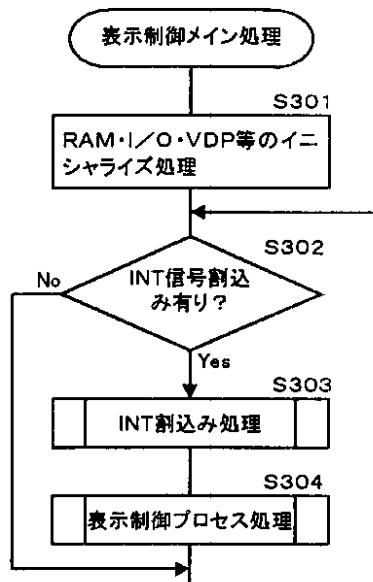 表示制御メイン処理
S301
RAM・I／O・VDP等のイニ
シャライズ処理
S302
No
INT信号割込
み有り？
Yes
S303
INT割込み処理
S304
表示制御プロセス処理